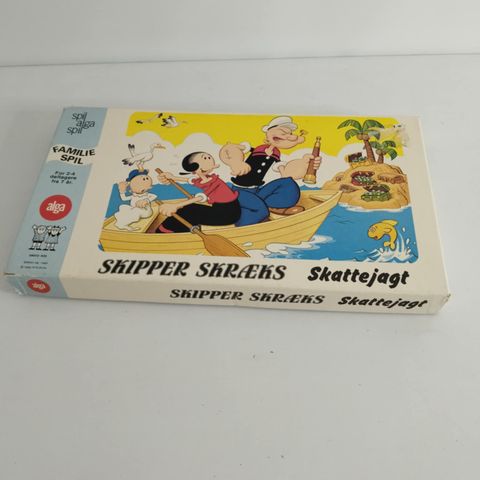 spil
alga
spil
FAMILIE
SPIL
For 2-4
deltagere
fra 7 år.
alga
SKIPPER SKRÆKS Skattejagt
alga
SKIPPER SKRÆKS Skattejagt